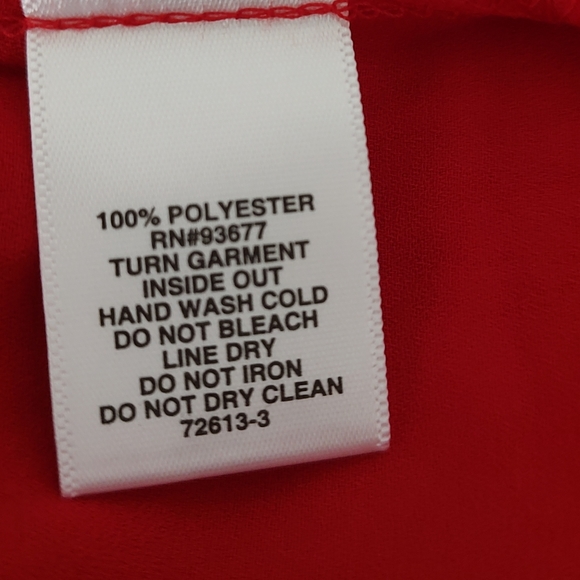 100% POLYESTER
RN#93677
TURN GARMENT
INSIDE OUT
HAND WASH COLD
DO NOT BLEACH
LINE DRY
DO NOT IRON
DO NOT DRY CLEAN
72613-3